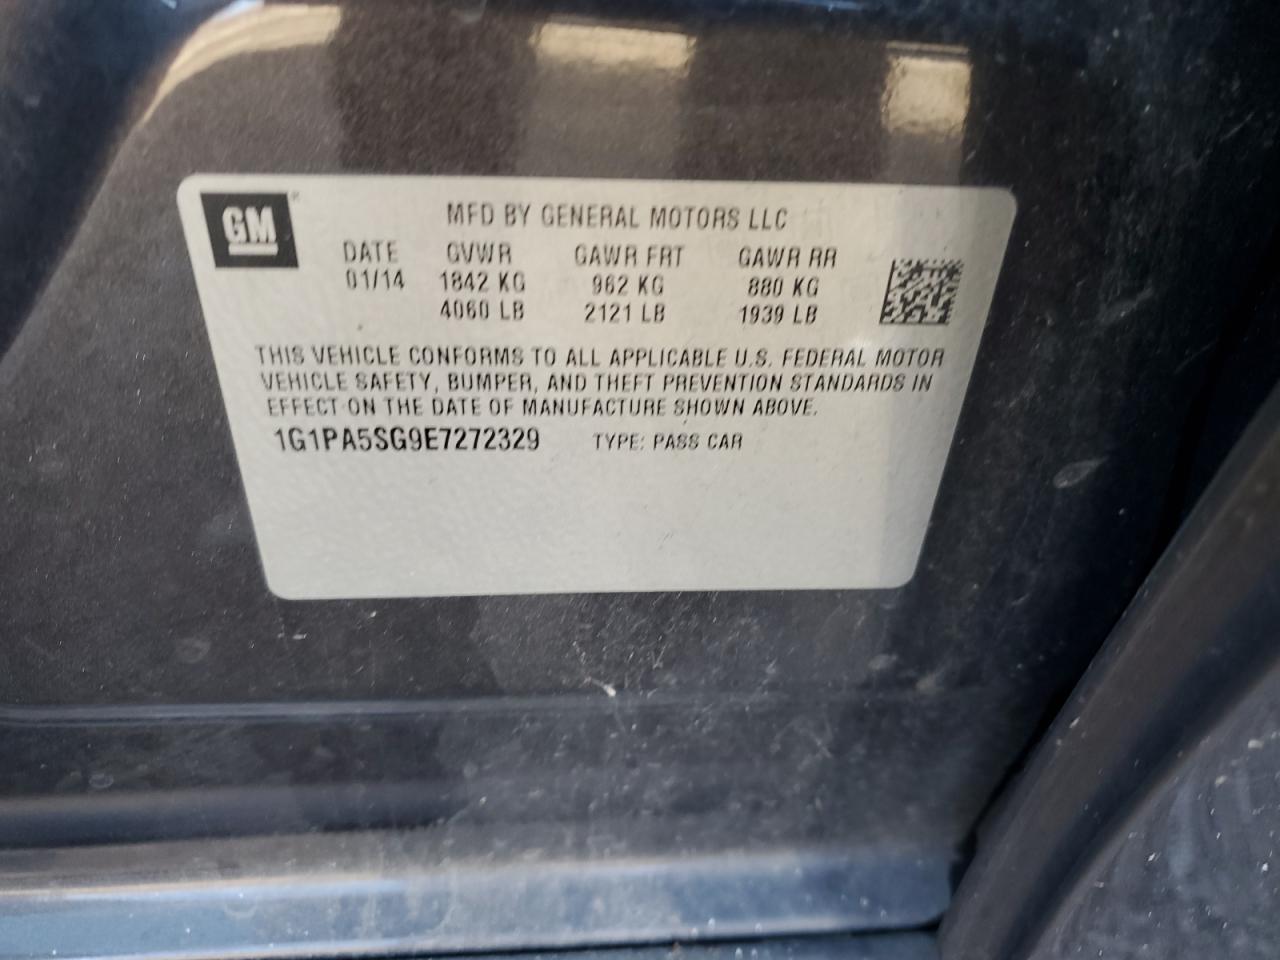 GM
MFD BY GENERAL MOTORS LLC
DATE GVWR GAWR FRT GAWR RR
01/14 1842 KG 962 KG 880 KG
4060 LB 2121 LB 1939 LB
THIS VEHICLE CONFORMS TO ALL APPLICABLE U.S. FEDERAL MOTOR
VEHICLE SAFETY, BUMPER, AND THEFT PREVENTION STANDARDS IN
EFFECT ON THE DATE OF MANUFACTURE SHOWN ABOVE.
1G1PA5SG9E7272329 TYPE: PASS CAR